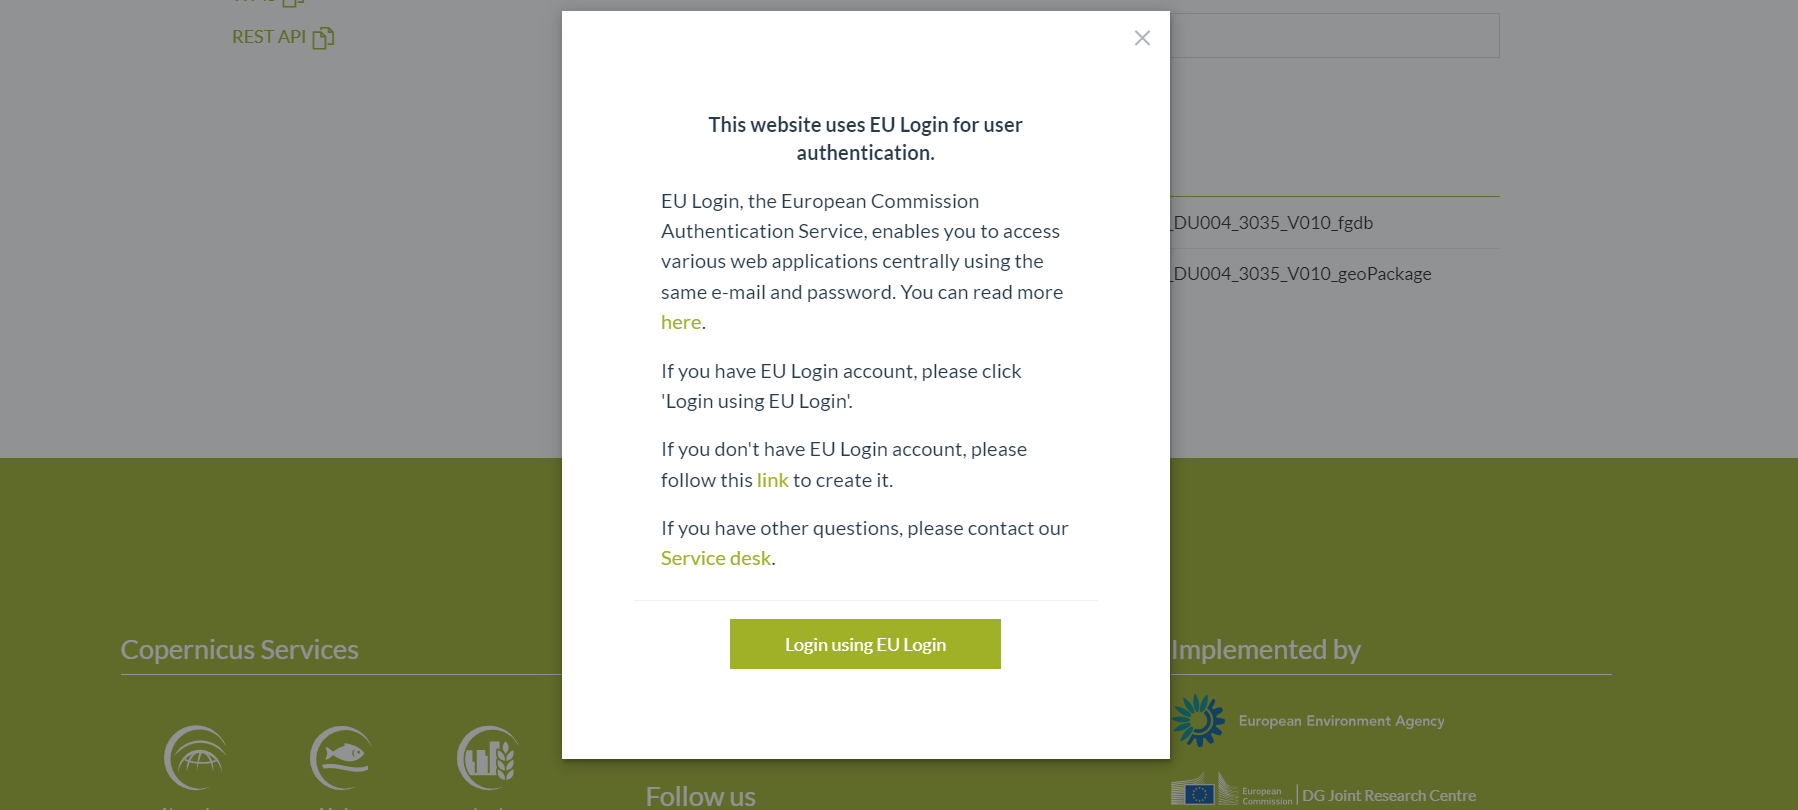 REST API
This website uses EU Login for user
authentication.
EU Login, the European Commission
Authentication Service, enables you to access
various web applications centrally using the
same e-mail and password. You can read more
here.
If you have EU Login account, please click
'Login using EU Login'.
If you don't have EU Login account, please
follow this link to create it.
If you have other questions, please contact our
Service desk.
Login using EU Login
_DU004_3035_V010_fgdb
_DU004_3035_V010_geoPackage
Copernicus Services
Follow us
Implemented by
European Environment Agency
European
Commission
DG Joint Research Centre